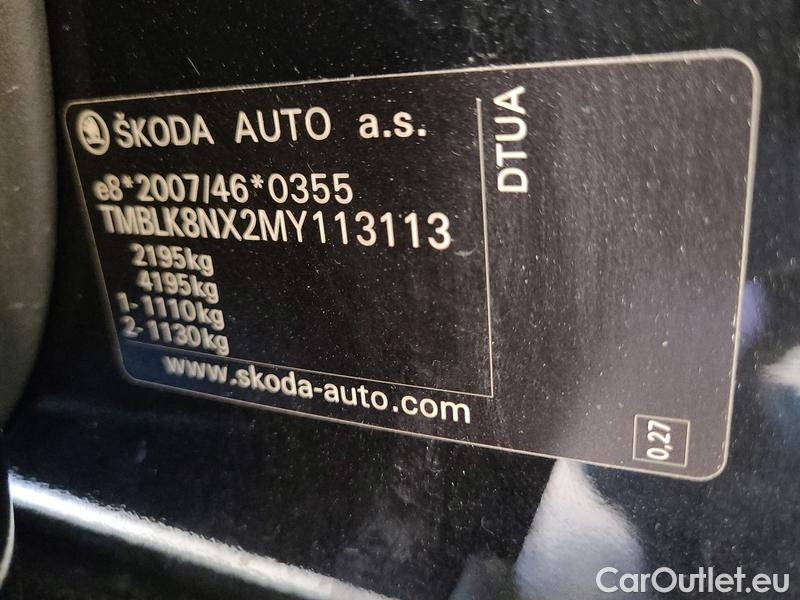 ŠKODA AUTO a.s.
e8*2007/46*0355
TMBLK8NX2MY113113
2195kg
4195kg
1-1110kg
2-1130kg
www.skoda-auto.com
DTUA
0,27
CarOutlet.eu